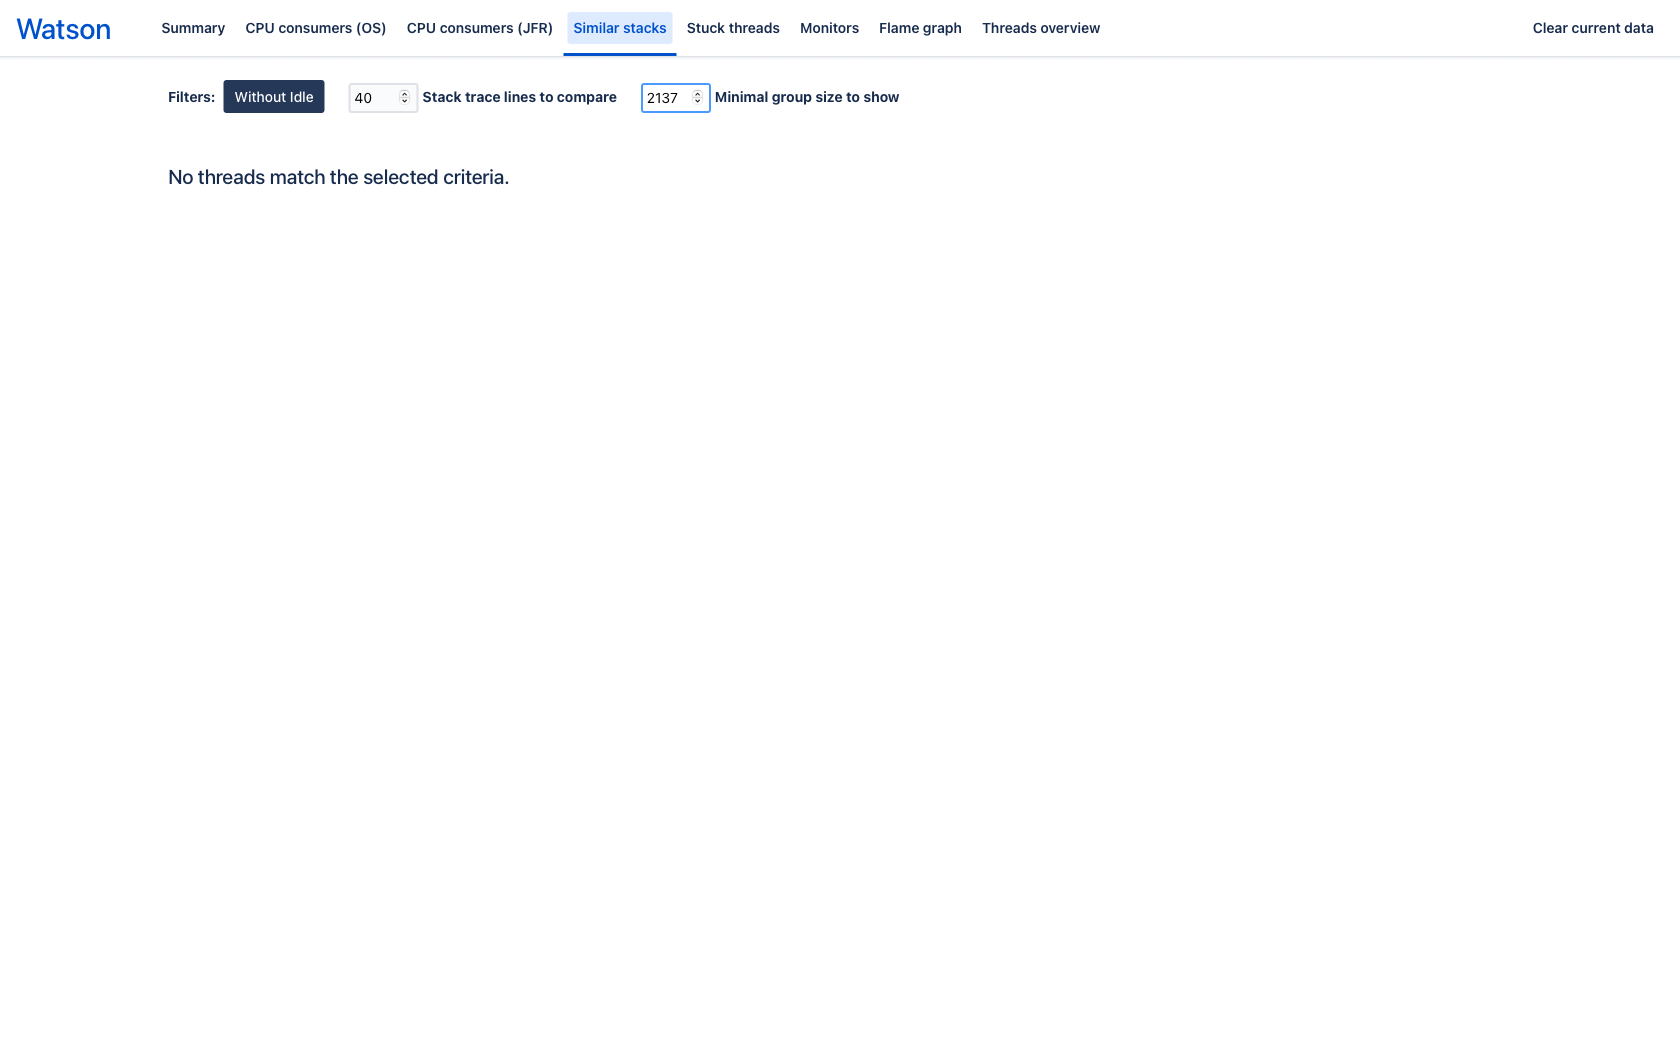 Watson Summary CPU consumers (OS) CPU consumers (JFR) Similar stacks Stuck threads Monitors Flame graph Threads overview Clear current data
Filters: Without Idle 40 Stack trace lines to compare 2137 Minimal group size to show
No threads match the selected criteria.